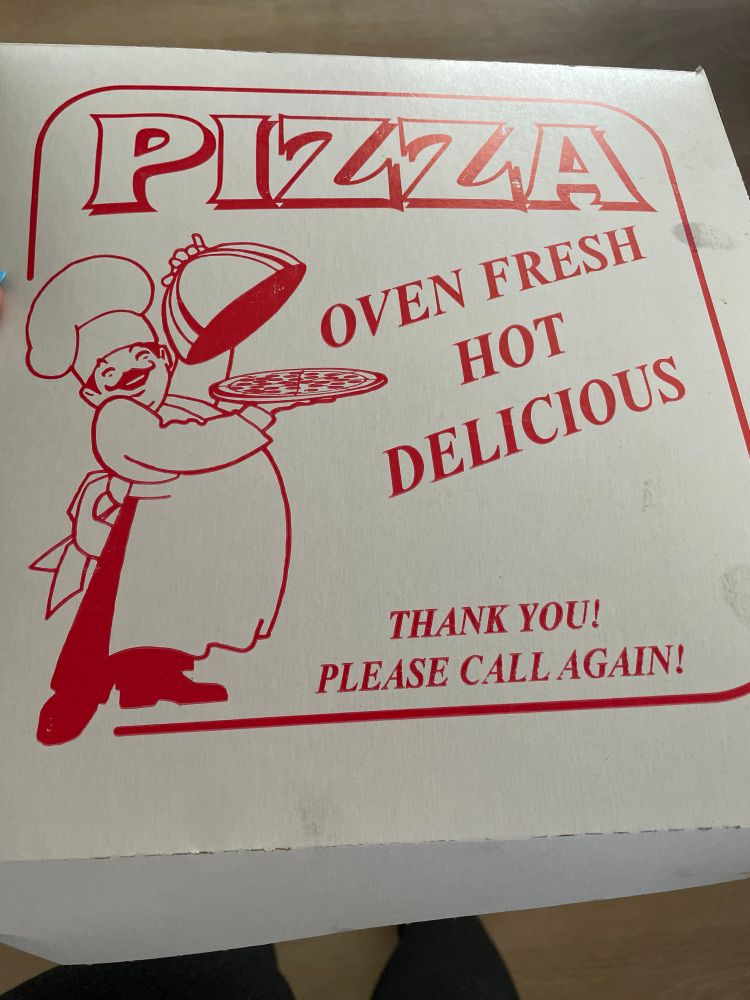 PIZZA
OVEN FRESH
HOT
DELICIOUS
THANK YOU!
PLEASE CALL AGAIN!